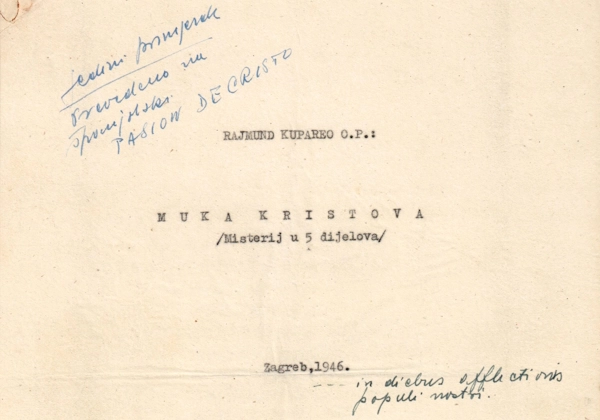 jedini primjerak
prevedeno na
španjolski
PASION DE CRISTO
RAJMUND KUPAREO O.P.:
M U K A K R I S T O V A
/Misterij u 5 dijelova/
Zagreb,1946.
in diebus afflictionis
populi nostri.